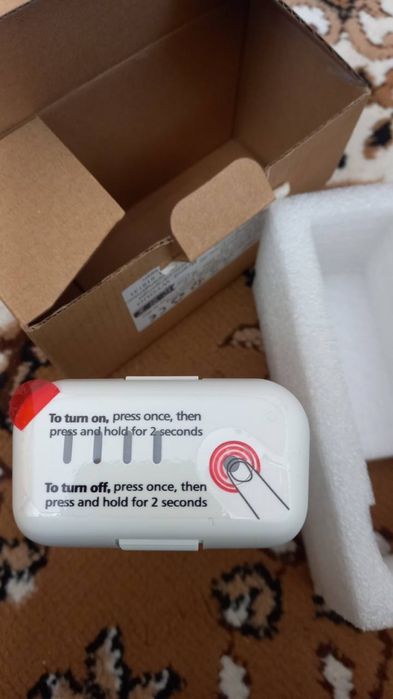 To turn on, press once, then
press and hold for 2 seconds
To turn off, press once, then
press and hold for 2 seconds